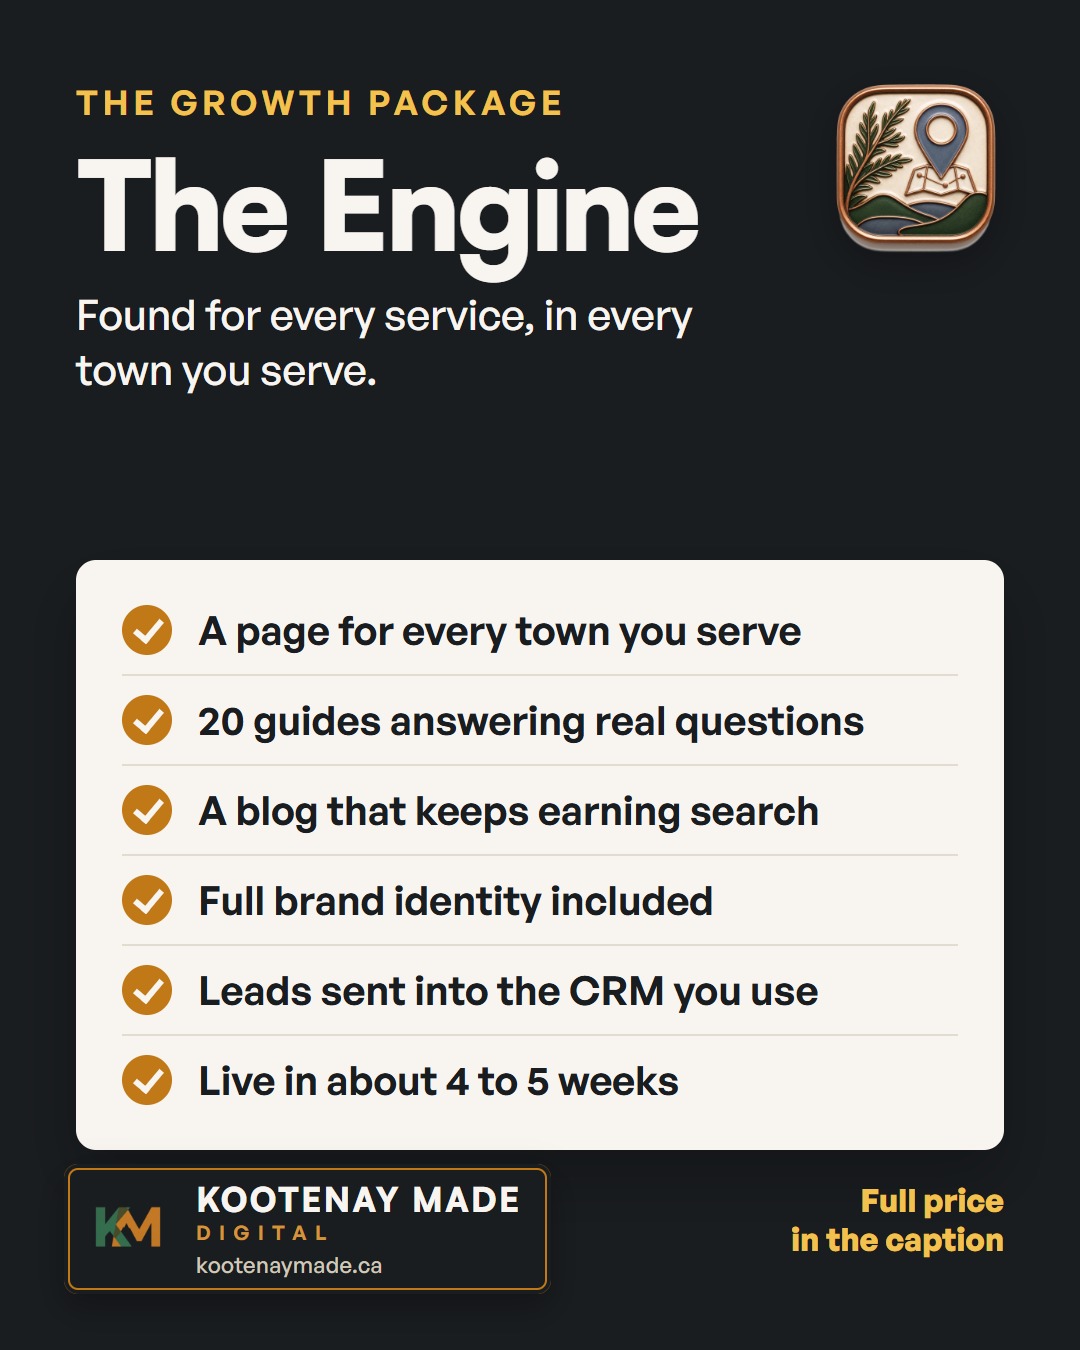 THE GROWTH PACKAGE
The Engine
Found for every service, in every
town you serve.
A page for every town you serve
20 guides answering real questions
A blog that keeps earning search
Full brand identity included
Leads sent into the CRM you use
Live in about 4 to 5 weeks
KM
KOOTENAY MADE
DIGITAL
kootenaymade.ca
Full price
in the caption